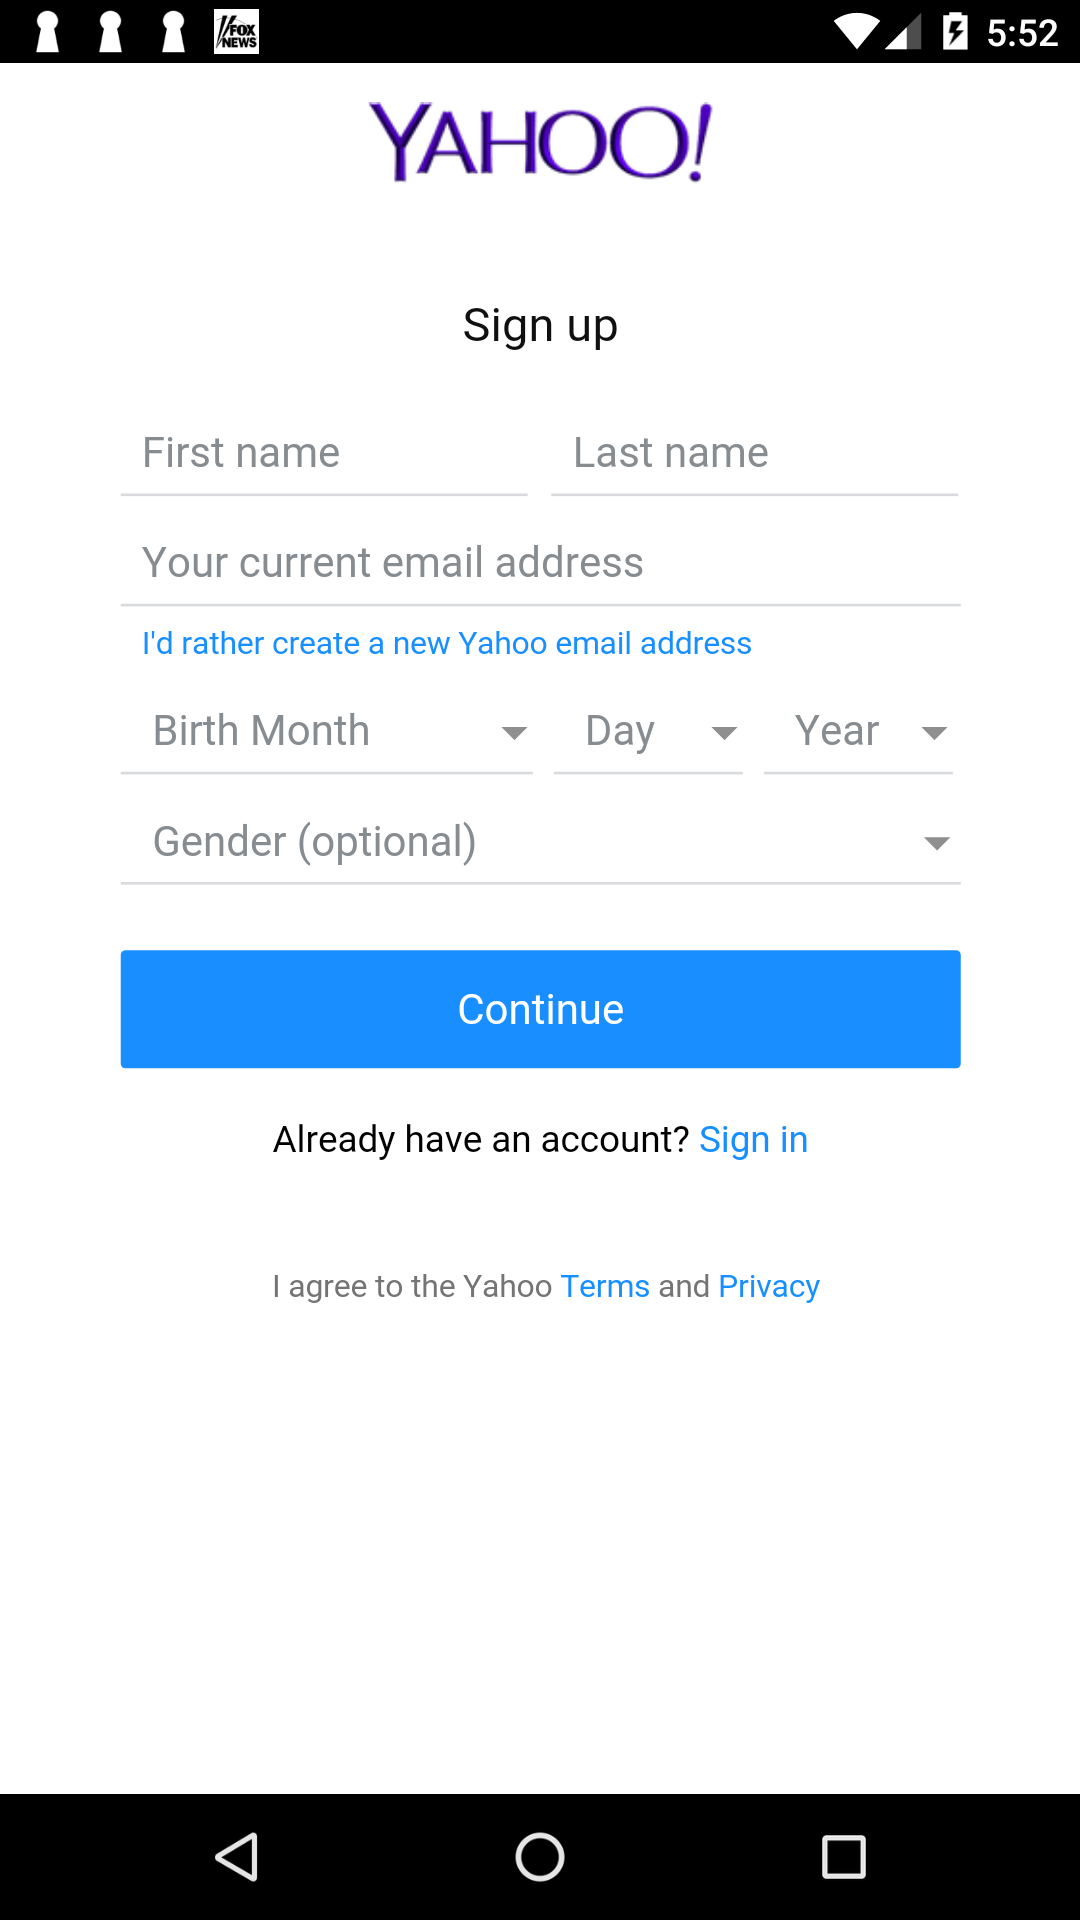 FOX NEWS 5:52
YAHOO!
Sign up
First name Last name
Your current email address
I'd rather create a new Yahoo email address
Birth Month Day Year
Gender (optional)
Continue
Already have an account? Sign in
I agree to the Yahoo Terms and Privacy